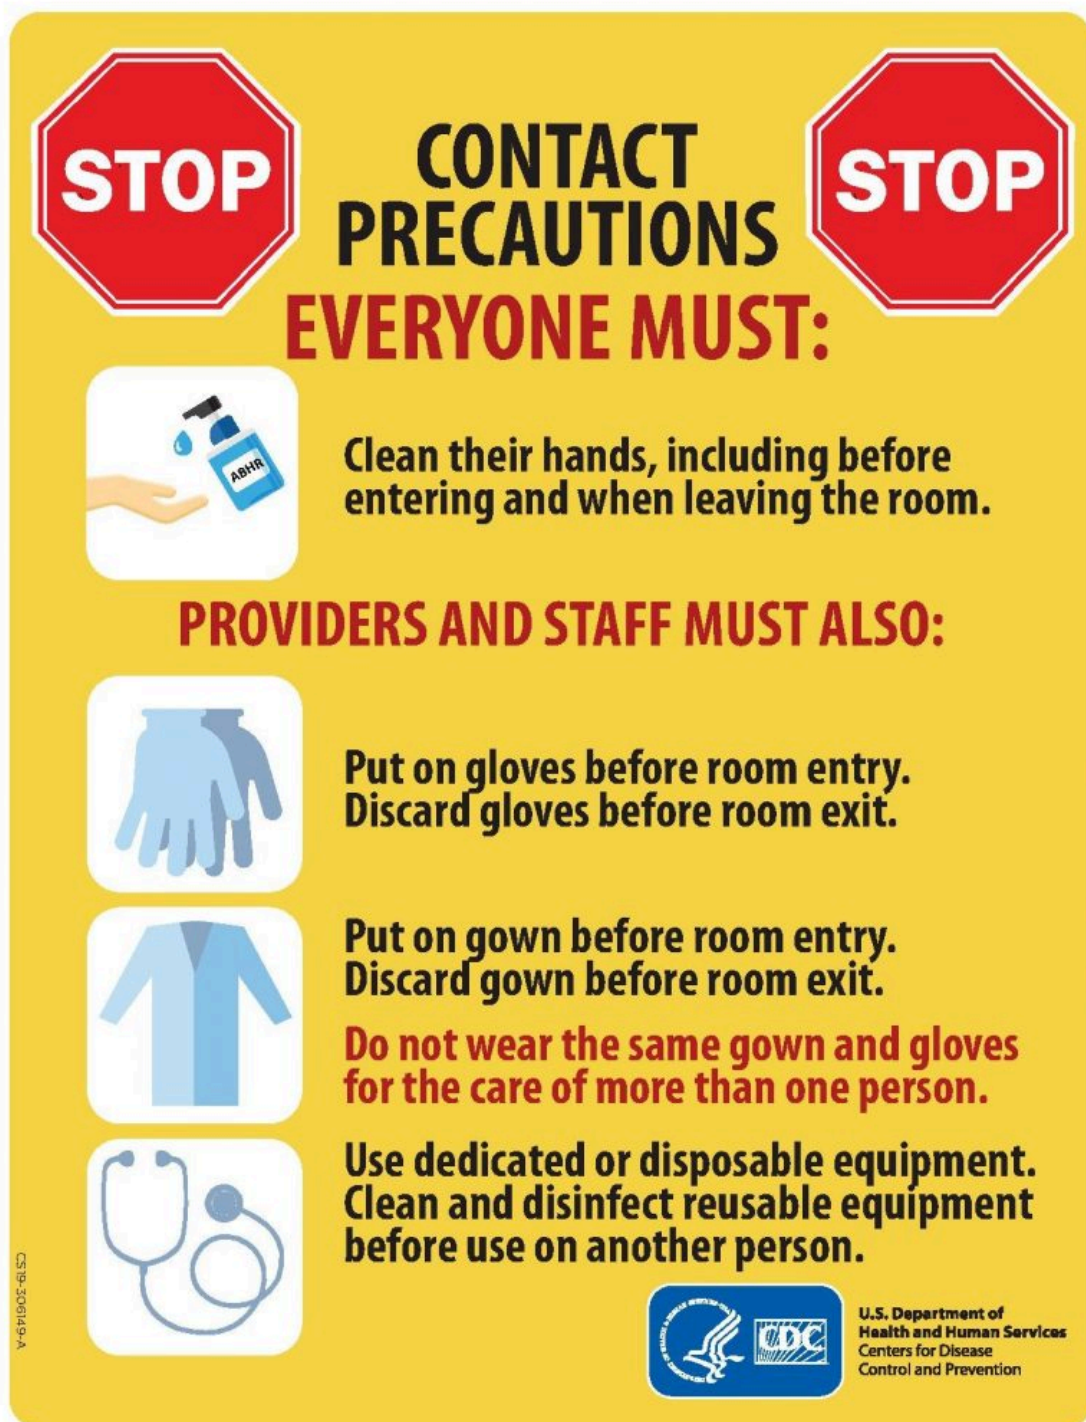 STOP
CONTACT
PRECAUTIONS
STOP
EVERYONE MUST:
ABHR
Clean their hands, including before
entering and when leaving the room.
PROVIDERS AND STAFF MUST ALSO:
Put on gloves before room entry.
Discard gloves before room exit.
Put on gown before room entry.
Discard gown before room exit.
Do not wear the same gown and gloves
for the care of more than one person.
Use dedicated or disposable equipment.
Clean and disinfect reusable equipment
before use on another person.
CS19-306149-A
CDC
U.S. Department of
Health and Human Services
Centers for Disease
Control and Prevention